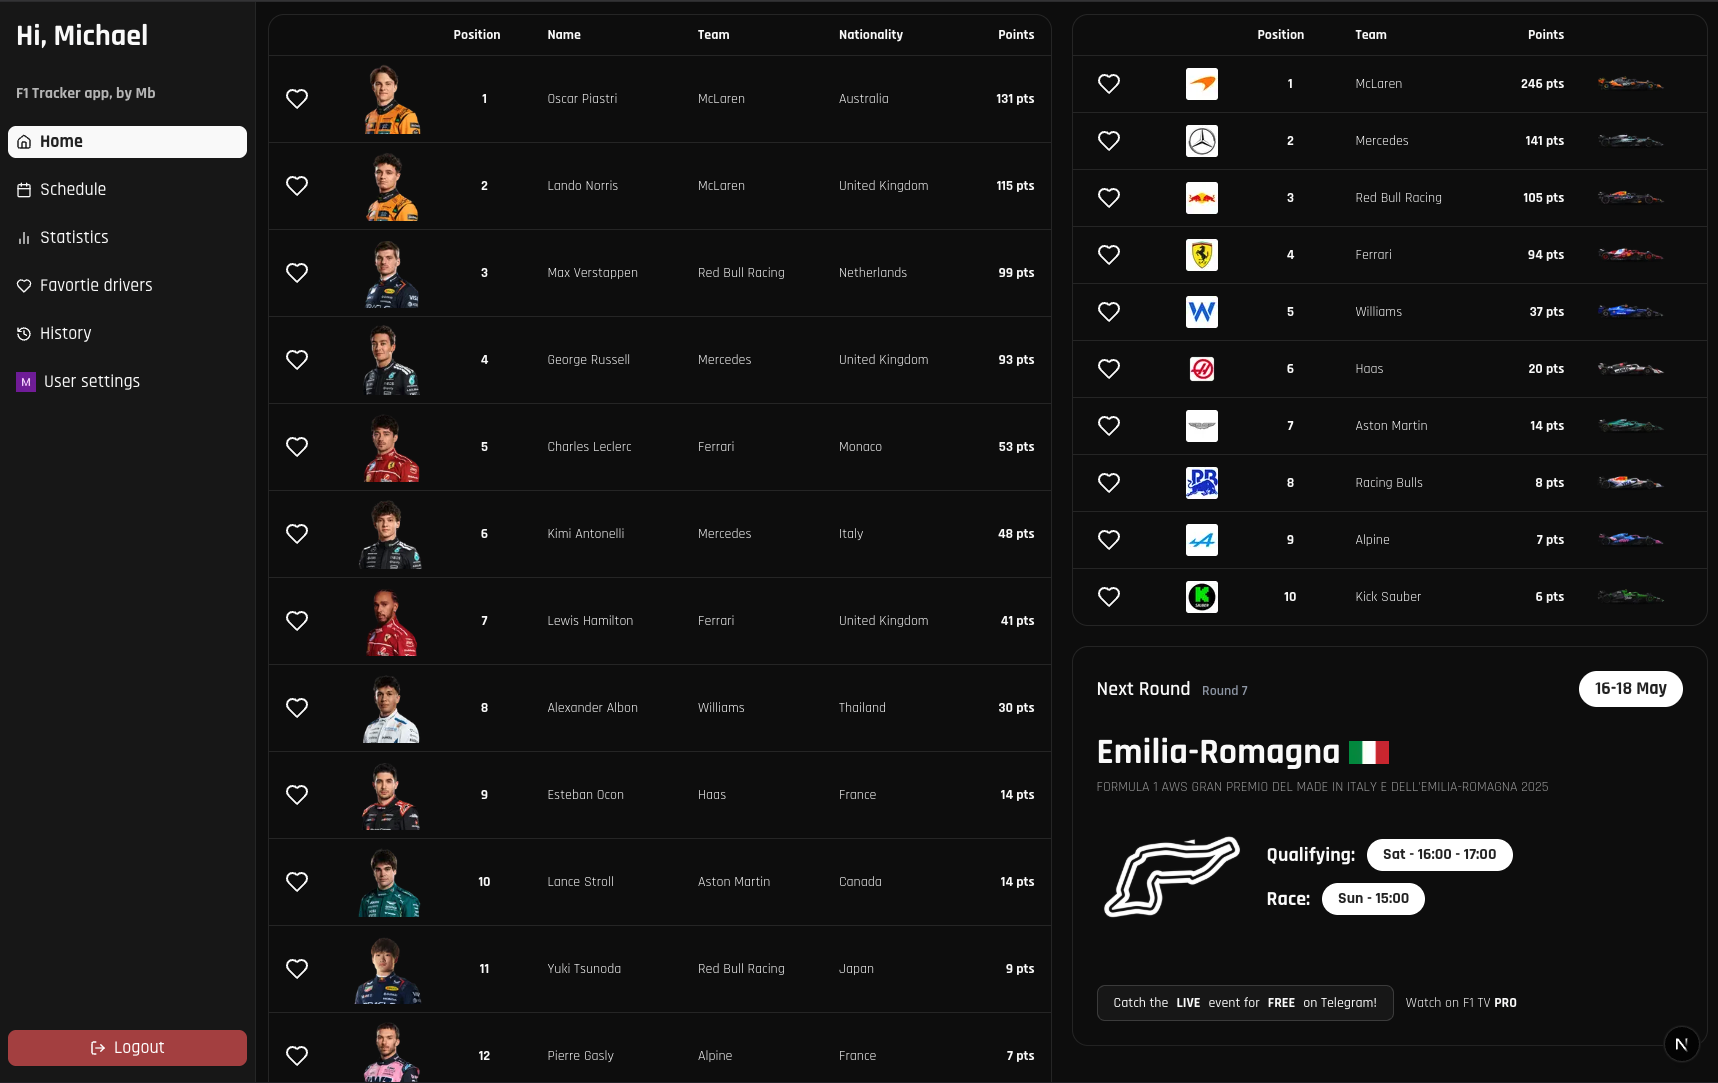 Hi, Michael
F1 Tracker app, by Mb
Home
Schedule
Statistics
Favortie drivers
History
M User settings
Logout
Position Name Team Nationality Points
1 Oscar Piastri McLaren Australia 131 pts
2 Lando Norris McLaren United Kingdom 115 pts
3 Max Verstappen Red Bull Racing Netherlands 99 pts
4 George Russell Mercedes United Kingdom 93 pts
5 Charles Leclerc Ferrari Monaco 53 pts
6 Kimi Antonelli Mercedes Italy 48 pts
7 Lewis Hamilton Ferrari United Kingdom 41 pts
8 Alexander Albon Williams Thailand 30 pts
9 Esteban Ocon Haas France 14 pts
10 Lance Stroll Aston Martin Canada 14 pts
11 Yuki Tsunoda Red Bull Racing Japan 9 pts
12 Pierre Gasly Alpine France 7 pts
Position Team Points
1 McLaren 246 pts
2 Mercedes 141 pts
3 Red Bull Racing 105 pts
4 Ferrari 94 pts
5 Williams 37 pts
6 Haas 20 pts
7 Aston Martin 14 pts
8 Racing Bulls 8 pts
9 Alpine 7 pts
10 Kick Sauber 6 pts
Next Round Round 7 16-18 May
Emilia-Romagna
FORMULA 1 AWS GRAN PREMIO DEL MADE IN ITALY E DELL'EMILIA-ROMAGNA 2025
Qualifying: Sat - 16:00 - 17:00
Race: Sun - 15:00
Catch the LIVE event for FREE on Telegram! Watch on F1 TV PRO
N